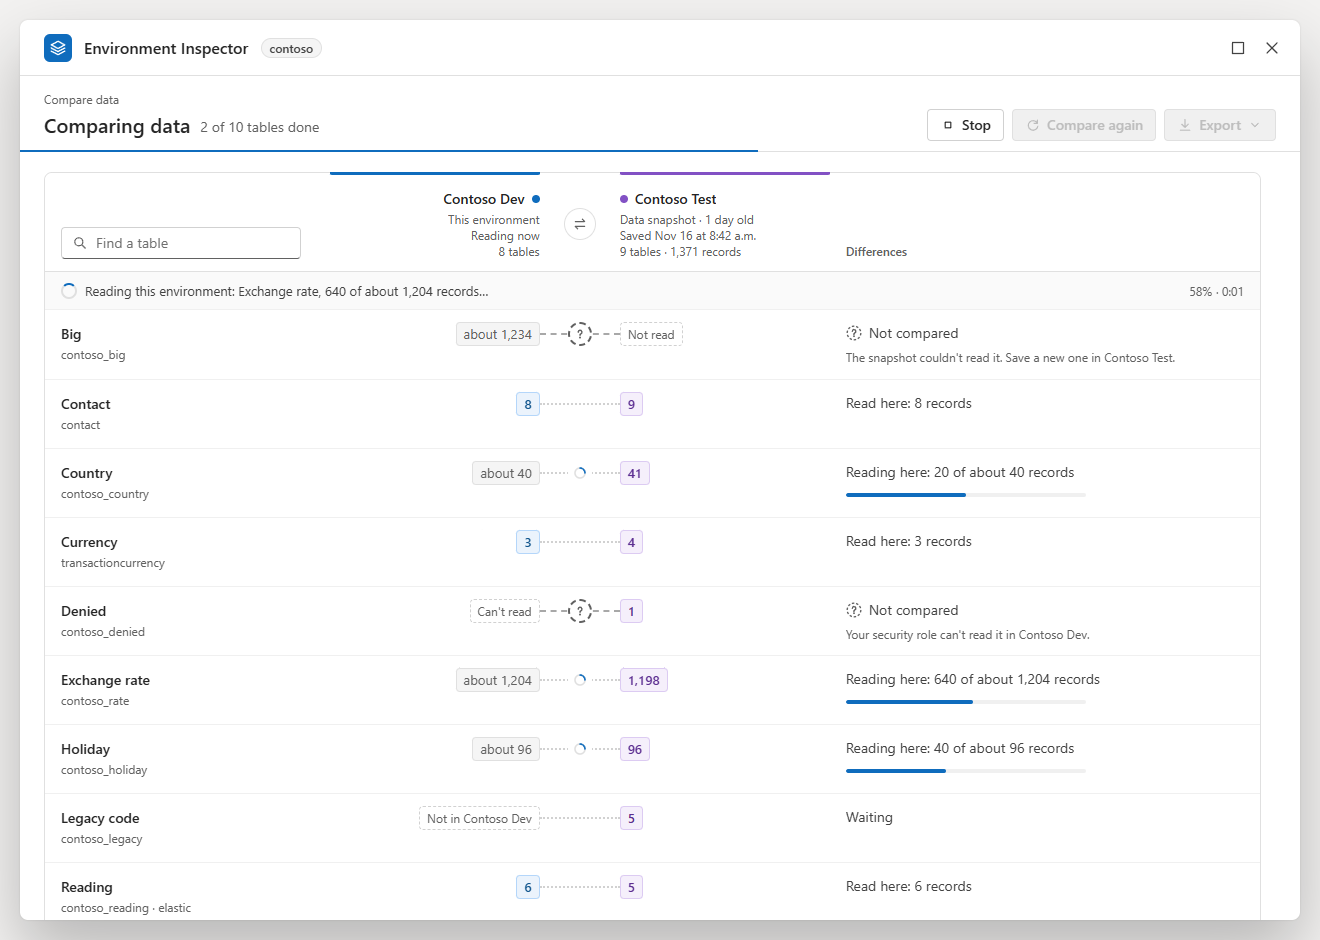 Environment Inspector contoso
Compare data
Comparing data 2 of 10 tables done
Stop Compare again Export
Contoso Dev Contoso Test
This environment Data snapshot · 1 day old
Reading now Saved Nov 16 at 8:42 a.m.
Find a table
8 tables 9 tables · 1,371 records Differences
Reading this environment: Exchange rate, 640 of about 1,204 records... 58% · 0:01
Big about 1,234 ? Not read ? Not compared
contoso_big The snapshot couldn't read it. Save a new one in Contoso Test.
Contact 8 9 Read here: 8 records
contact
Country about 40 41 Reading here: 20 of about 40 records
contoso_country
Currency 3 4 Read here: 3 records
transactioncurrency
Denied Can't read ? 1 ? Not compared
contoso_denied Your security role can't read it in Contoso Dev.
Exchange rate about 1,204 1,198 Reading here: 640 of about 1,204 records
contoso_rate
Holiday about 96 96 Reading here: 40 of about 96 records
contoso_holiday
Legacy code Not in Contoso Dev 5 Waiting
contoso_legacy
Reading 6 5 Read here: 6 records
contoso_reading · elastic